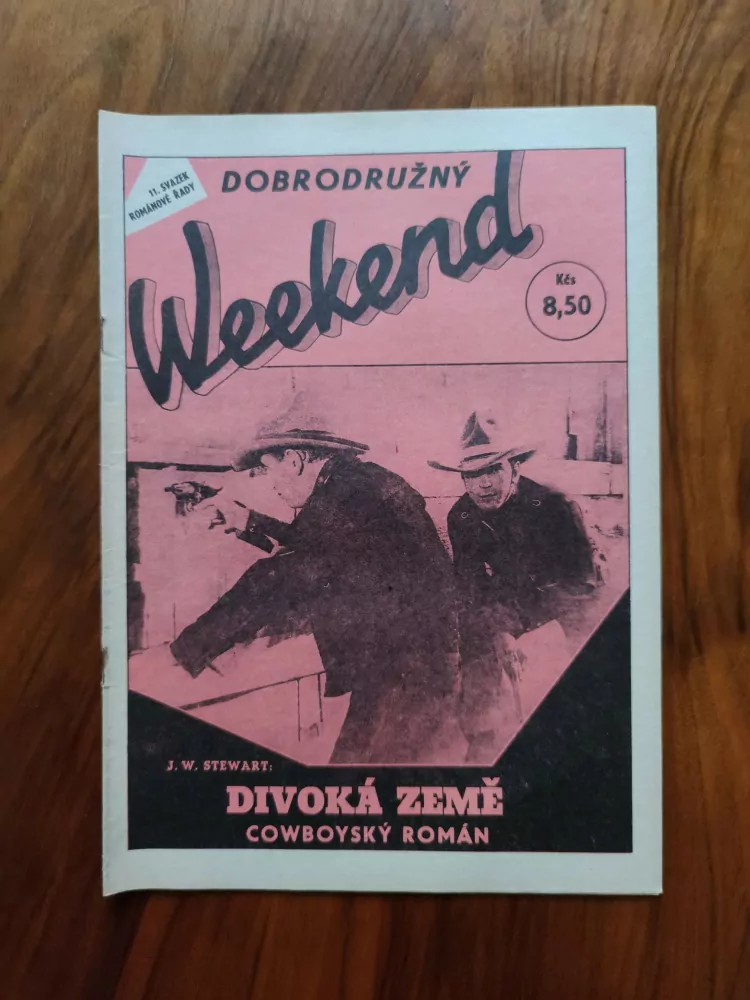 11. SVAZEK
ROMÁNOVÉ ŘADY
DOBRODRUŽNÝ
Weekend
Kčs
8,50
J. W. STEWART:
DIVOKÁ ZEMĚ
COWBOYSKÝ ROMÁN